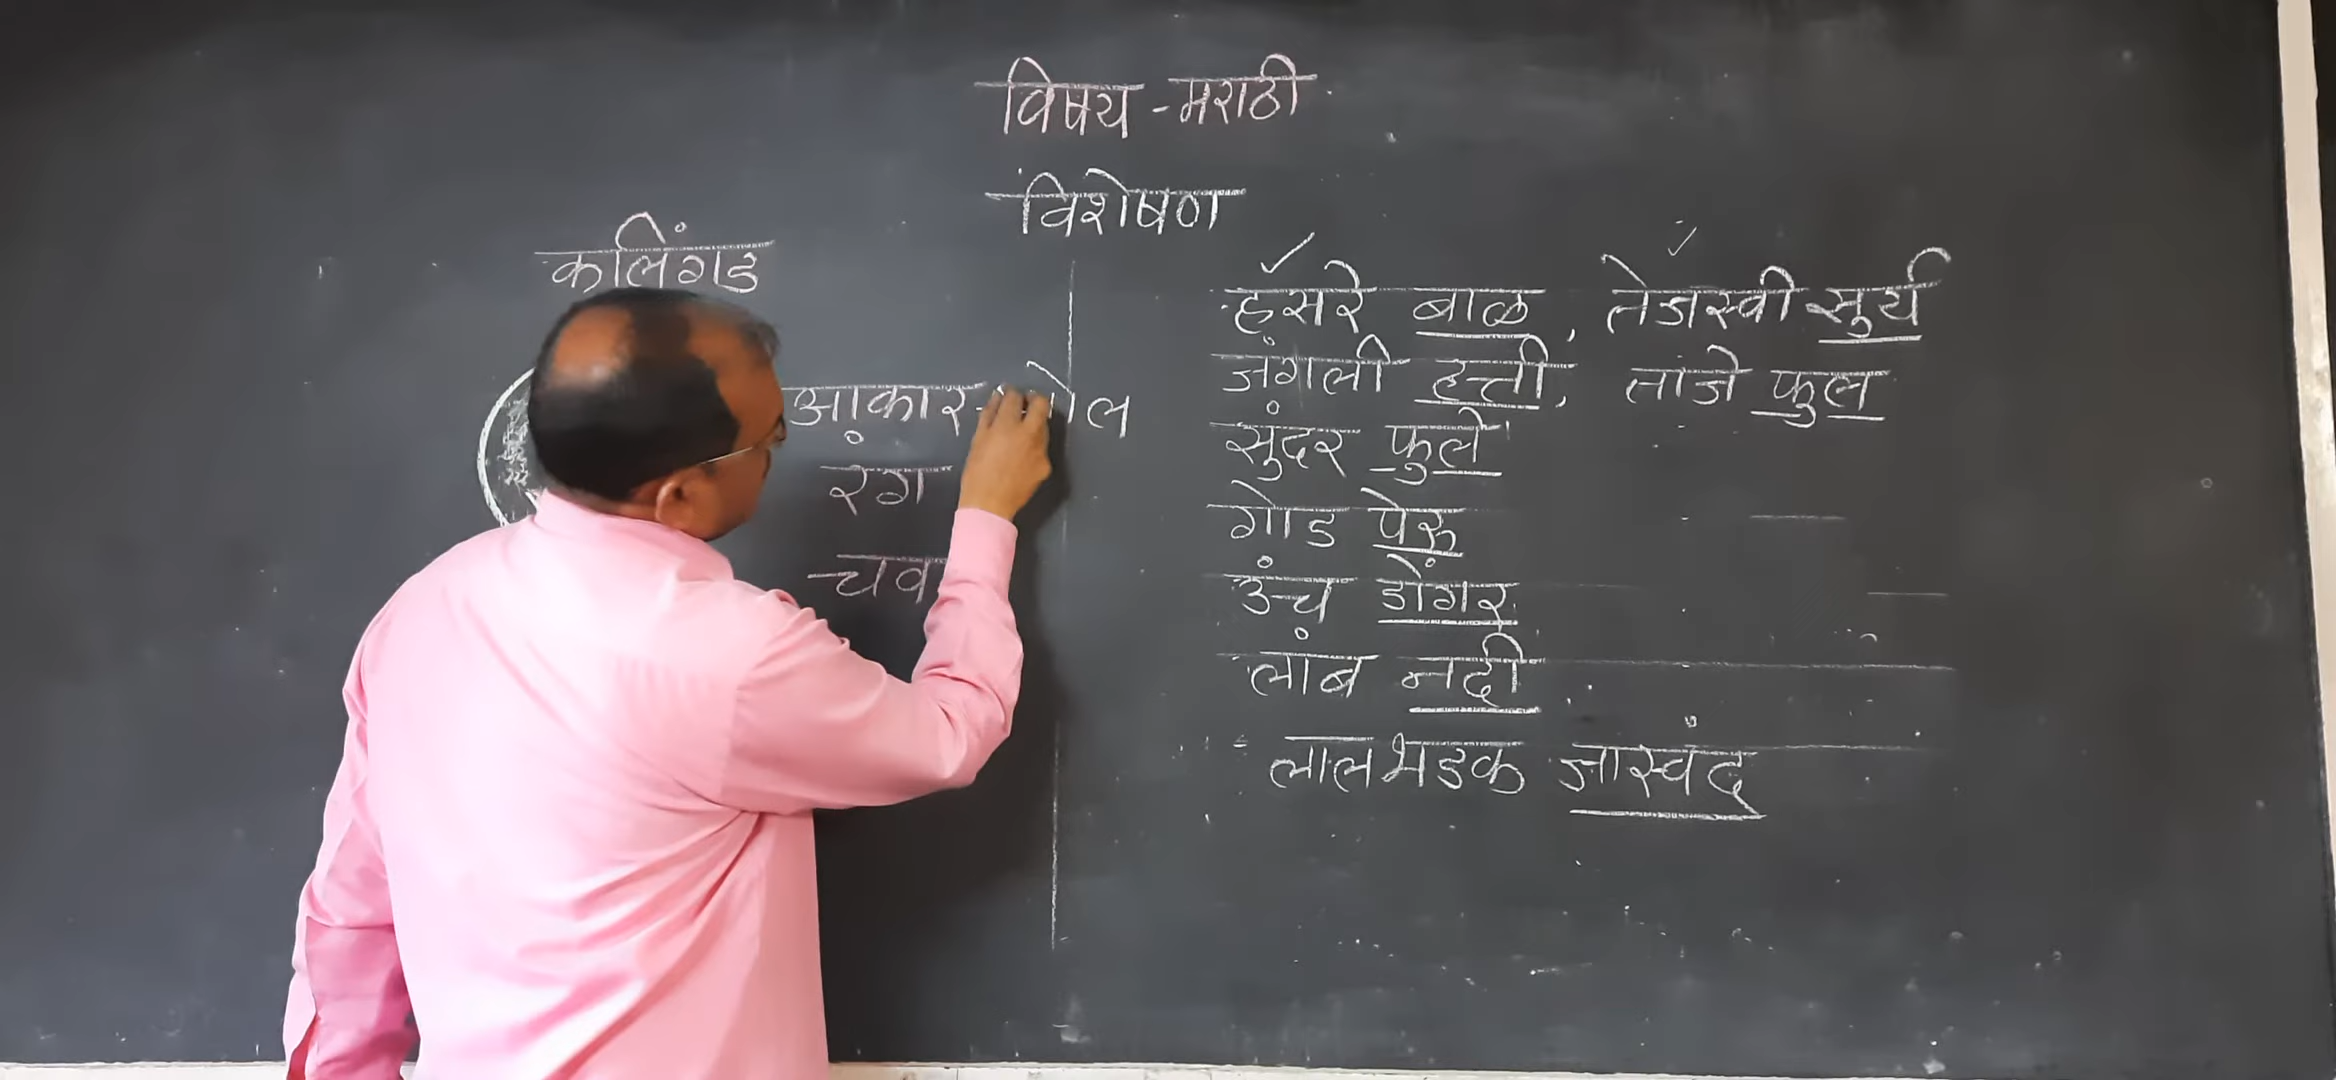 विषय - मराठी
विशेषण
कलिंगड
आकार -
रंग
हसरे बाळ, तेजस्वी सुर्य
जंगली हत्ती, ताजे फुल
सुंदर फुले
गोड पेरू
उंच डोंगर
लांब नदी
लालभडक जास्वंद